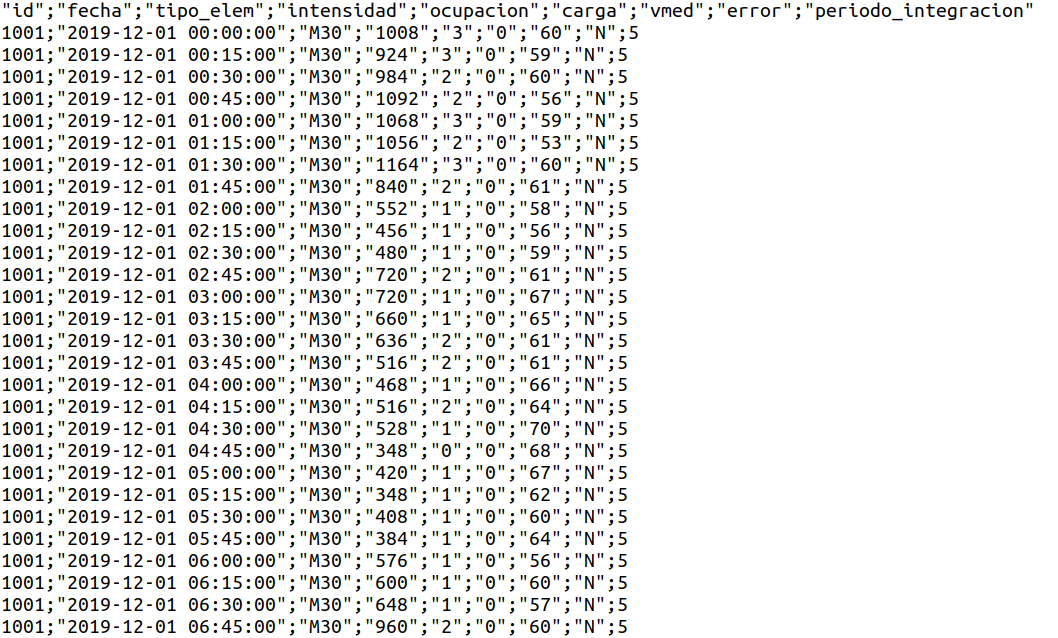 "id";"fecha";"tipo_elem";"intensidad";"ocupacion";"carga";"vmed";"error";"periodo_integracion"
1001;"2019-12-01 00:00:00";"M30";"1008";"3";"0";"60";"N";5
1001;"2019-12-01 00:15:00";"M30";"924";"3";"0";"59";"N";5
1001;"2019-12-01 00:30:00";"M30";"984";"2";"0";"60";"N";5
1001;"2019-12-01 00:45:00";"M30";"1092";"2";"0";"56";"N";5
1001;"2019-12-01 01:00:00";"M30";"1068";"3";"0";"59";"N";5
1001;"2019-12-01 01:15:00";"M30";"1056";"2";"0";"53";"N";5
1001;"2019-12-01 01:30:00";"M30";"1164";"3";"0";"60";"N";5
1001;"2019-12-01 01:45:00";"M30";"840";"2";"0";"61";"N";5
1001;"2019-12-01 02:00:00";"M30";"552";"1";"0";"58";"N";5
1001;"2019-12-01 02:15:00";"M30";"456";"1";"0";"56";"N";5
1001;"2019-12-01 02:30:00";"M30";"480";"1";"0";"59";"N";5
1001;"2019-12-01 02:45:00";"M30";"720";"2";"0";"61";"N";5
1001;"2019-12-01 03:00:00";"M30";"720";"1";"0";"67";"N";5
1001;"2019-12-01 03:15:00";"M30";"660";"1";"0";"65";"N";5
1001;"2019-12-01 03:30:00";"M30";"636";"2";"0";"61";"N";5
1001;"2019-12-01 03:45:00";"M30";"516";"2";"0";"61";"N";5
1001;"2019-12-01 04:00:00";"M30";"468";"1";"0";"66";"N";5
1001;"2019-12-01 04:15:00";"M30";"516";"2";"0";"64";"N";5
1001;"2019-12-01 04:30:00";"M30";"528";"1";"0";"70";"N";5
1001;"2019-12-01 04:45:00";"M30";"348";"0";"0";"68";"N";5
1001;"2019-12-01 05:00:00";"M30";"420";"1";"0";"67";"N";5
1001;"2019-12-01 05:15:00";"M30";"348";"1";"0";"62";"N";5
1001;"2019-12-01 05:30:00";"M30";"408";"1";"0";"60";"N";5
1001;"2019-12-01 05:45:00";"M30";"384";"1";"0";"64";"N";5
1001;"2019-12-01 06:00:00";"M30";"576";"1";"0";"56";"N";5
1001;"2019-12-01 06:15:00";"M30";"600";"1";"0";"60";"N";5
1001;"2019-12-01 06:30:00";"M30";"648";"1";"0";"57";"N";5
1001;"2019-12-01 06:45:00";"M30";"960";"2";"0";"60";"N";5